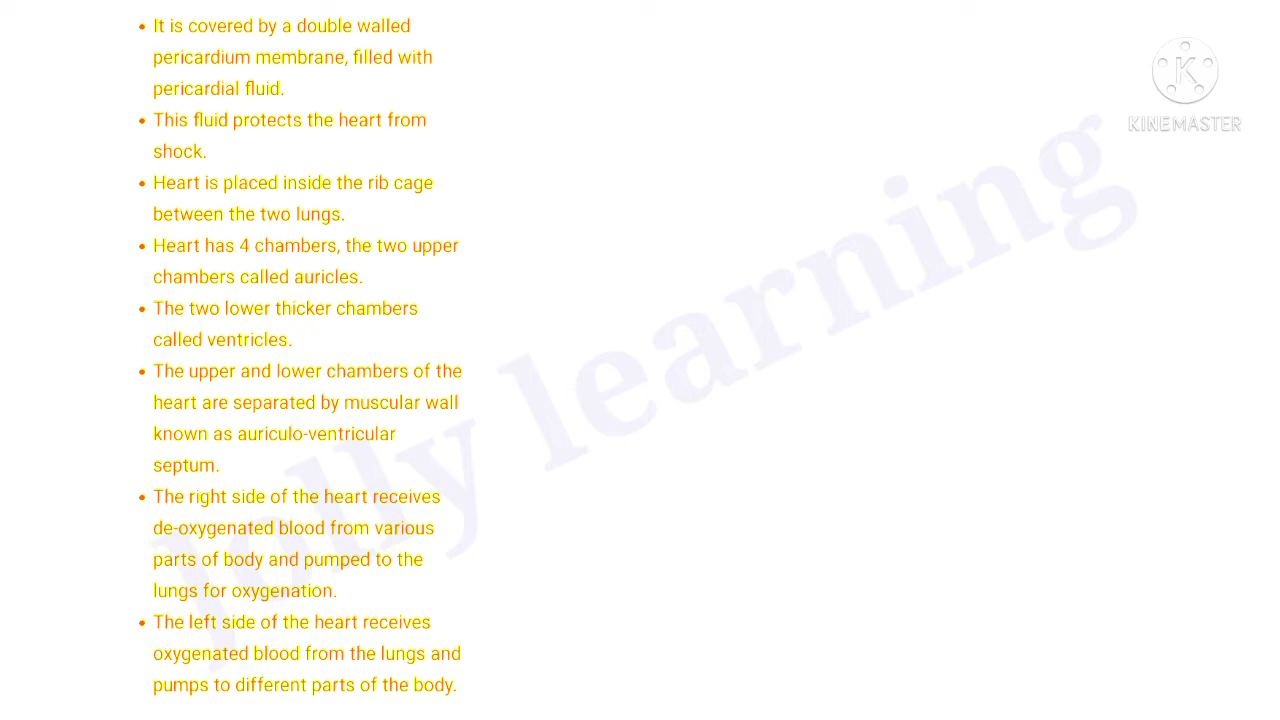 • It is covered by a double walled
pericardium membrane, filled with
pericardial fluid.
• This fluid protects the heart from
shock.
• Heart is placed inside the rib cage
between the two lungs.
• Heart has 4 chambers, the two upper
chambers called auricles.
• The two lower thicker chambers
called ventricles.
• The upper and lower chambers of the
heart are separated by muscular wall
known as auriculo-ventricular
septum.
• The right side of the heart receives
de-oxygenated blood from various
parts of body and pumped to the
lungs for oxygenation.
• The left side of the heart receives
oxygenated blood from the lungs and
pumps to different parts of the body.
K
KINEMASTER
jolly learning